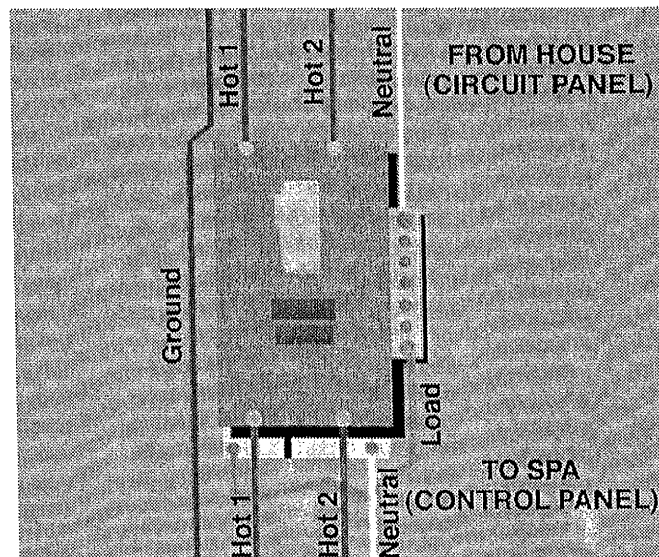 Hot 1
Hot 2
Neutral
FROM HOUSE
(CIRCUIT PANEL)
Ground
Load
Hot 1
Hot 2
Neutral
TO SPA
(CONTROL PANEL)